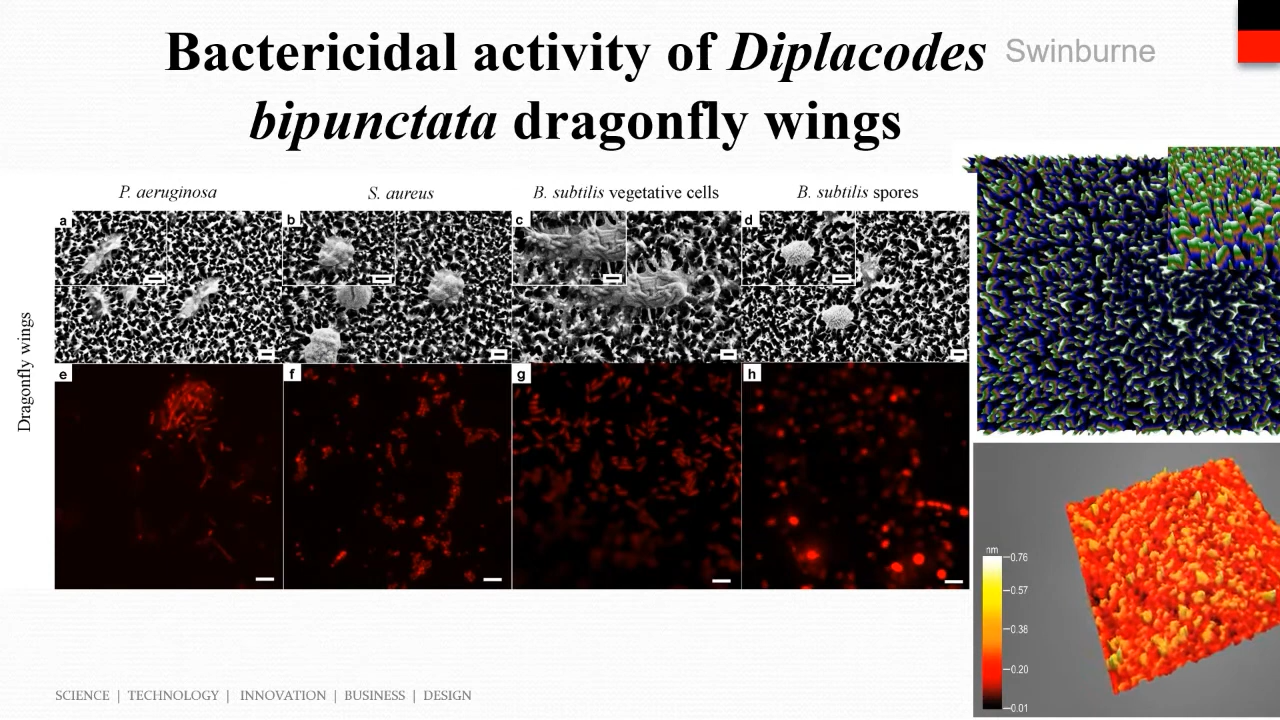 Bactericidal activity of Diplacodes
bipunctata dragonfly wings
Swinburne
P. aeruginosa
S. aureus
B. subtilis vegetative cells
B. subtilis spores
a
b
c
d
Dragonfly wings
e
f
g
h
nm
0.76
0.57
0.38
0.20
0.01
SCIENCE | TECHNOLOGY | INNOVATION | BUSINESS | DESIGN